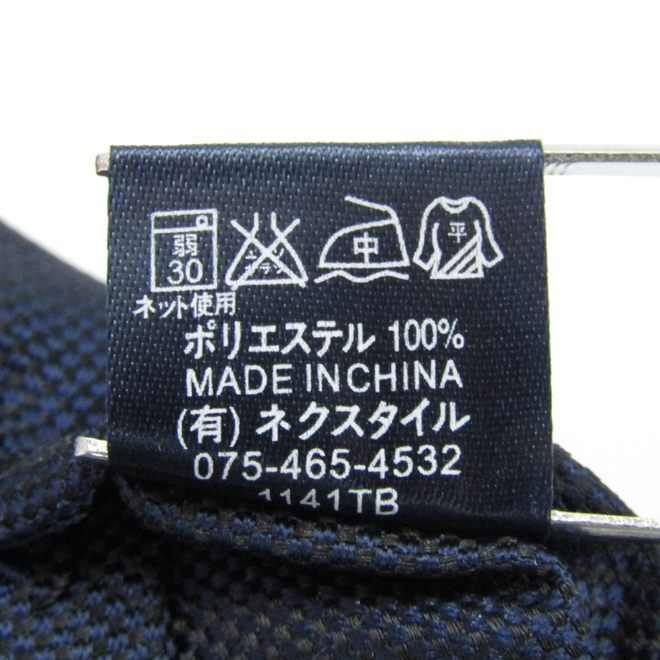 弱
30
中
平
ネット使用
ポリエステル 100%
MADE IN CHINA
(有) ネクスタイル
075-465-4532
1141TB